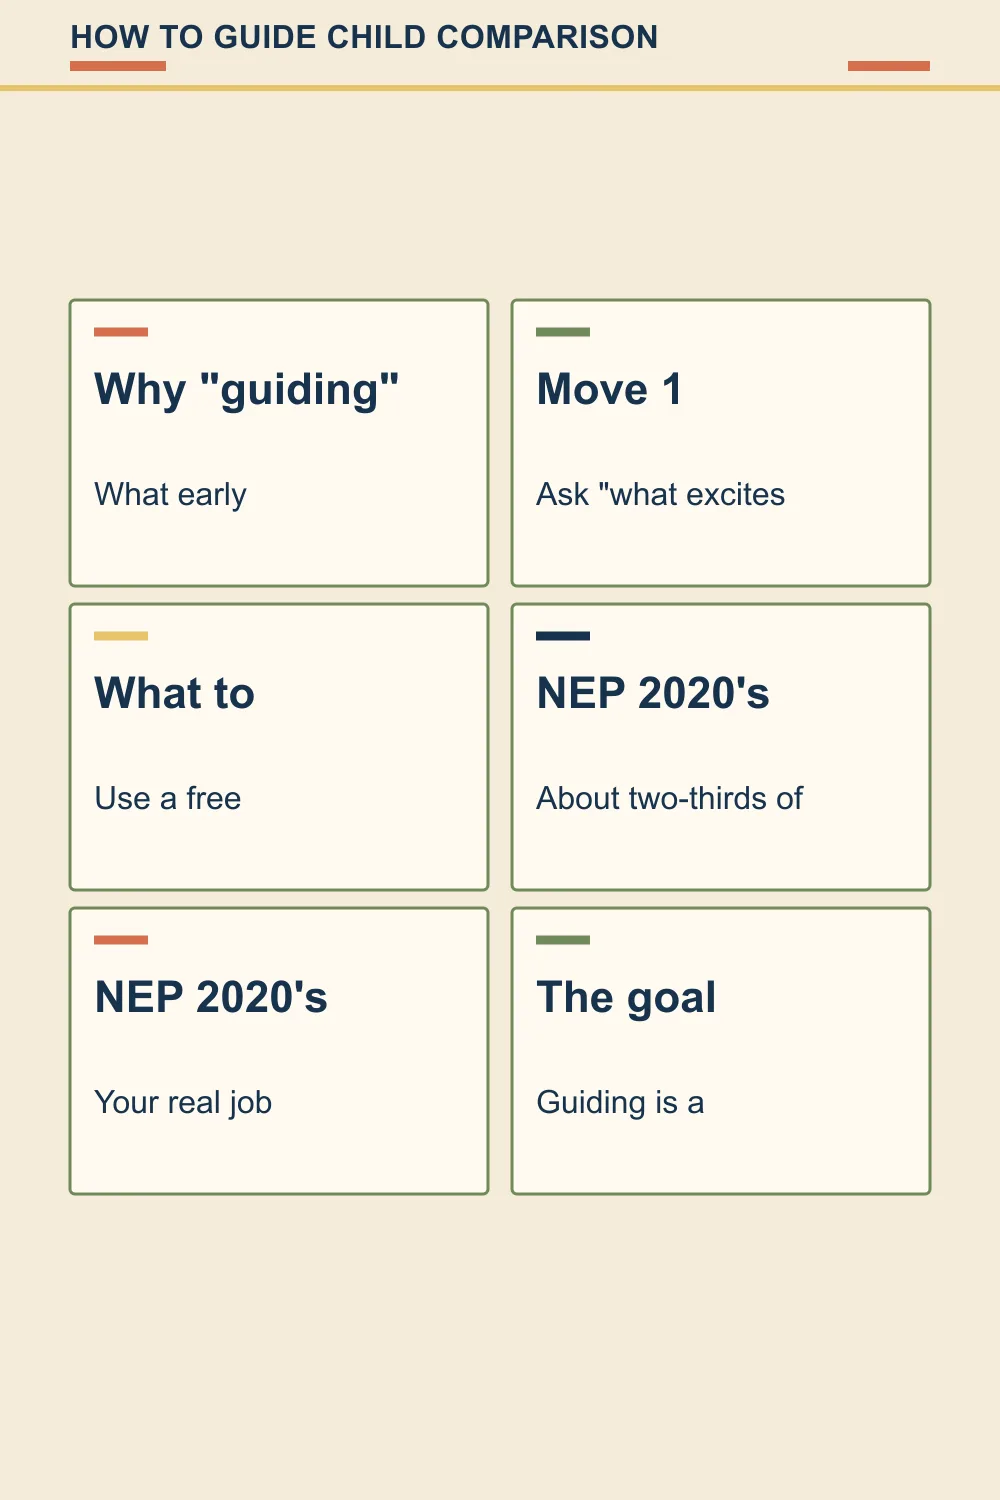 HOW TO GUIDE CHILD COMPARISON
Why "guiding"
What early
Move 1
Ask "what excites
What to
Use a free
NEP 2020's
About two-thirds of
NEP 2020's
Your real job
The goal
Guiding is a